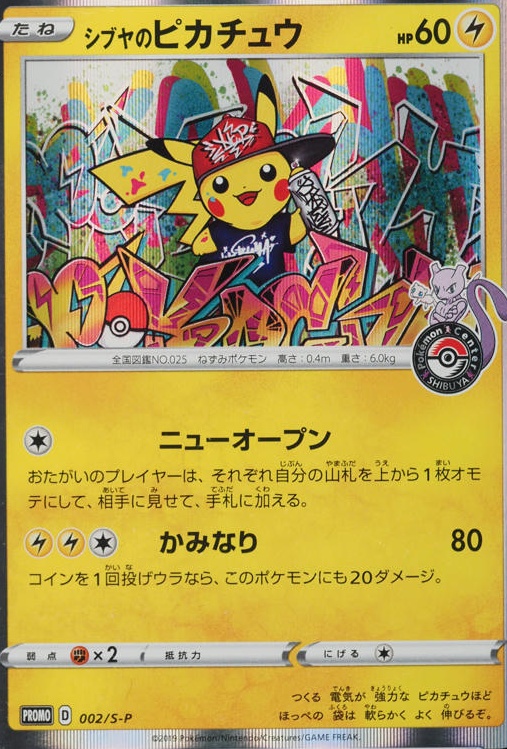 たね
シブヤのピカチュウ
HP60
Pokémon Center
SHIBUYA
全国図鑑NO.025 ねずみポケモン 高さ:0.4m 重さ:6.0kg
ニューオープン
おたがいのプレイヤーは、それぞれ自分の山札を上から1枚オモ
テにして、相手に見せて、手札に加える。
かみなり 80
コインを1回投げウラなら、このポケモンにも20ダメージ。
弱点 ×2 抵抗力 にげる
PROMO D 002/S-P
つくる 電気が 強力な ピカチュウほど
ほっぺの 袋は 軟らかく よく 伸びるぞ。
©2019 Pokémon/Nintendo/Creatures/GAME FREAK.